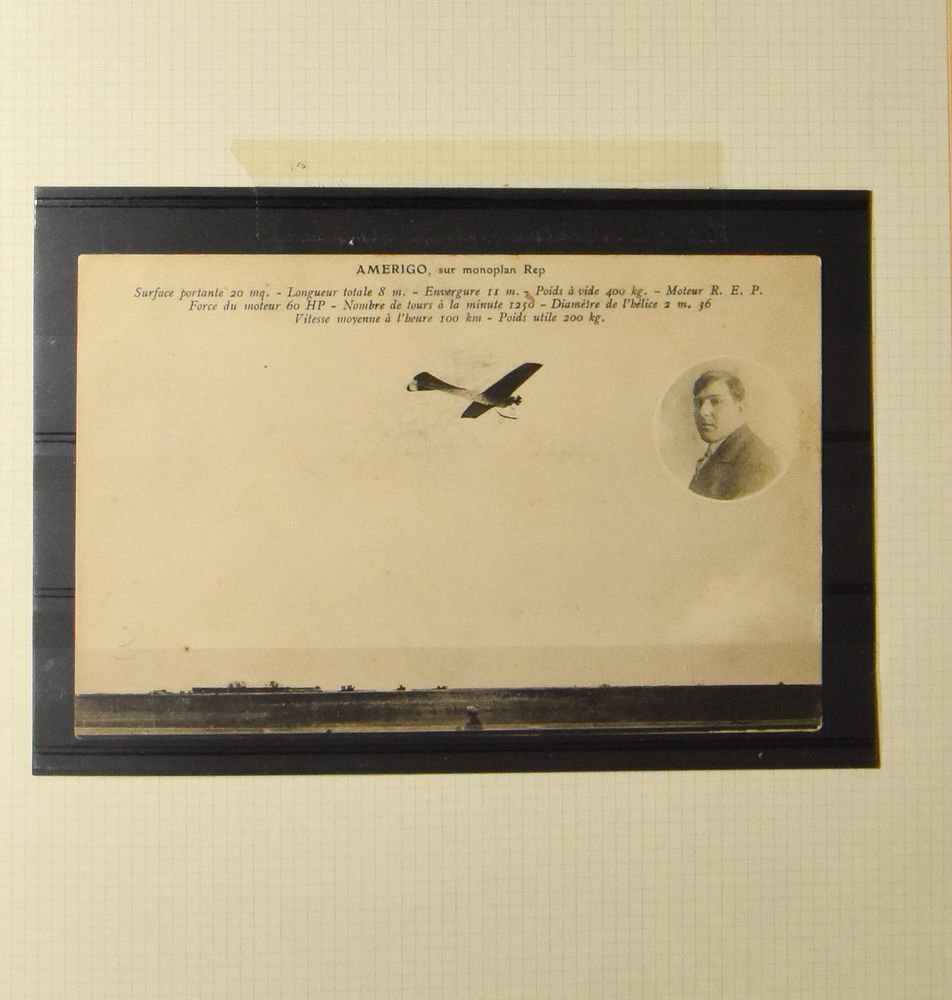 AMERIGO, sur monoplan Rep
Surface portante 20 mq. - Longueur totale 8 m. - Envergure 11 m. - Poids à vide 400 kg. - Moteur R. E. P.
Force du moteur 60 HP - Nombre de tours à la minute 1250 - Diamètre de l'hélice 2 m. 36
Vitesse moyenne à l'heure 100 km - Poids utile 200 kg.